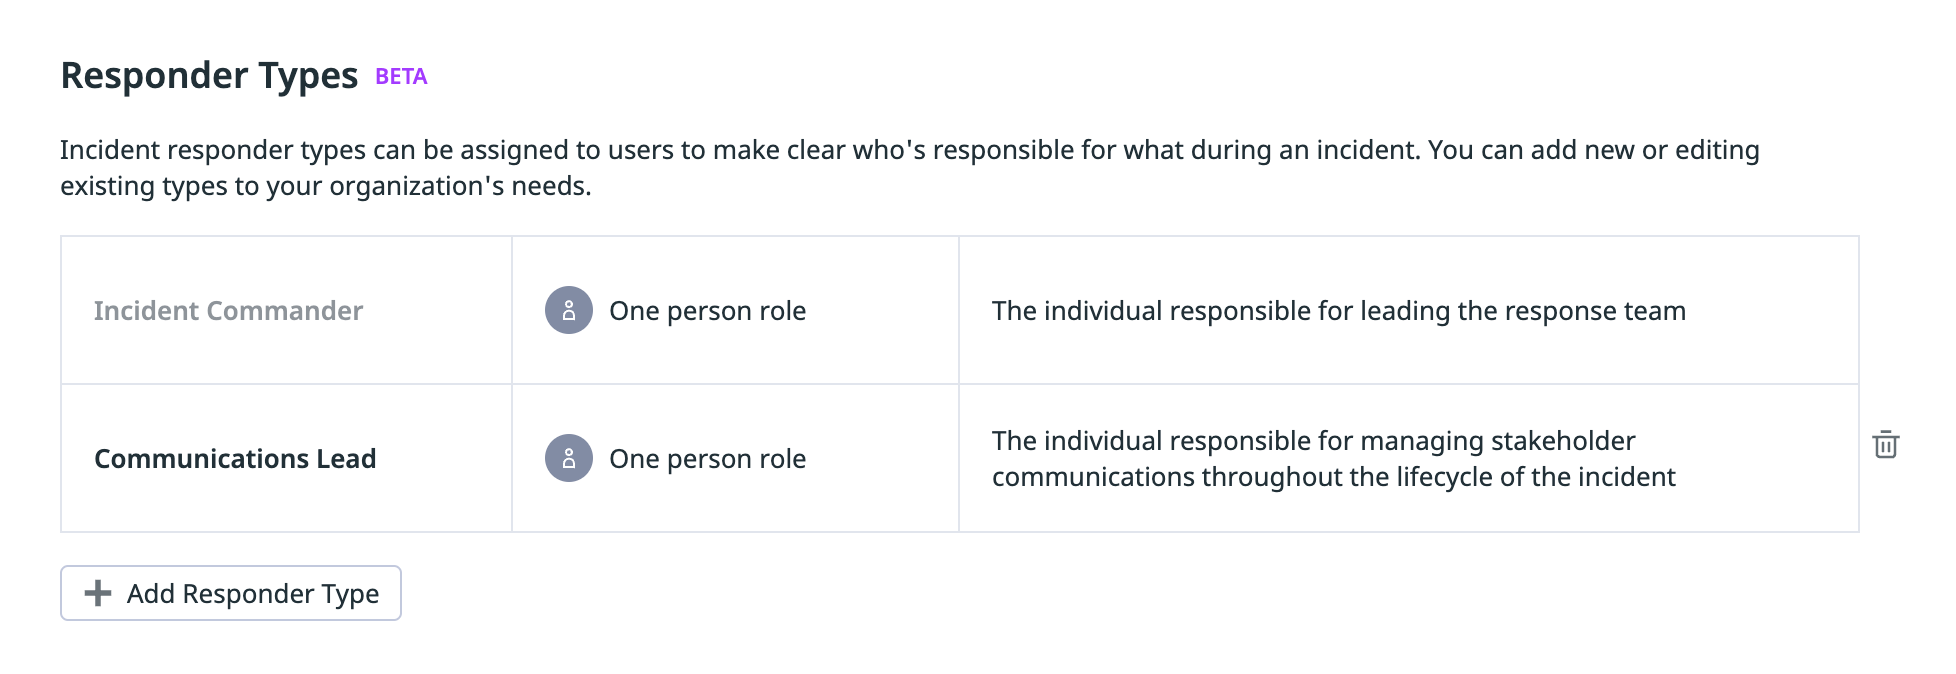 Responder Types BETA
Incident responder types can be assigned to users to make clear who's responsible for what during an incident. You can add new or editing
existing types to your organization's needs.
Incident Commander
One person role
The individual responsible for leading the response team
Communications Lead
One person role
The individual responsible for managing stakeholder
communications throughout the lifecycle of the incident
Add Responder Type